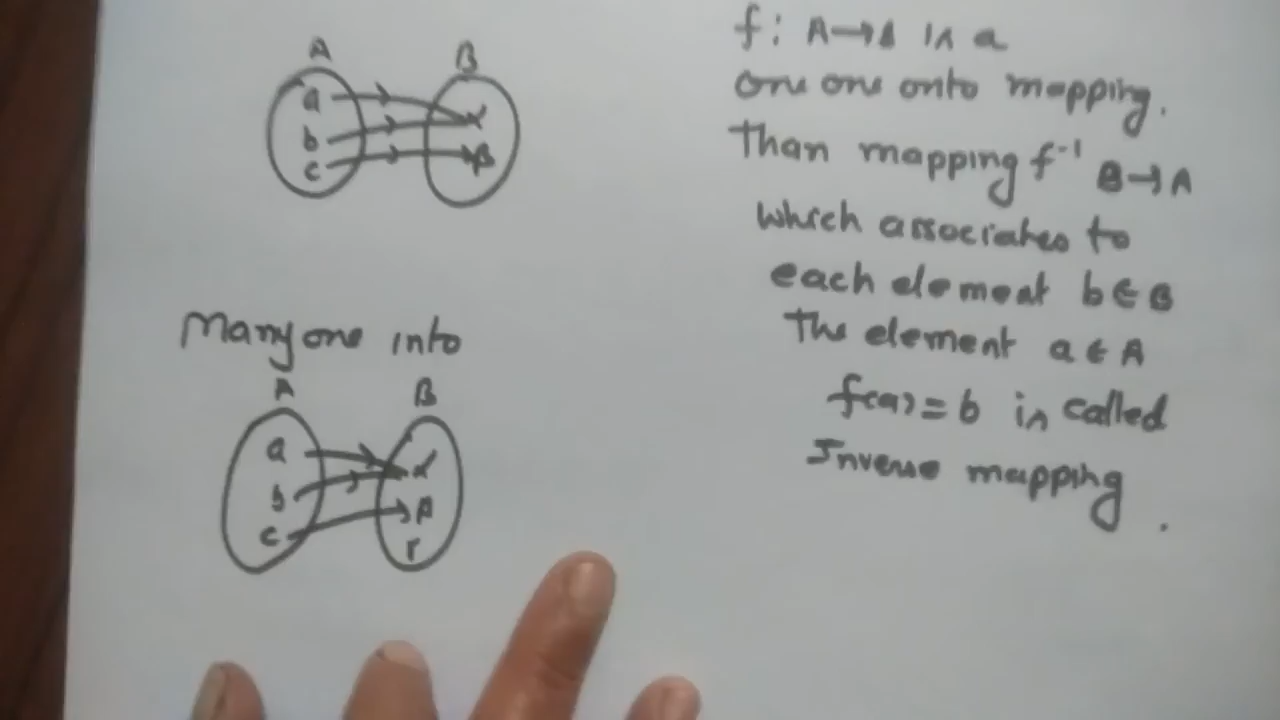 A B
a α
b β
c
Many one into
A B
a α
b β
c r
f: A→B is a
one one onto mapping.
Than mapping f⁻¹ B→A
which associates to
each element b∈B
The element a∈A
f(a)=b is called
Inverse mapping.